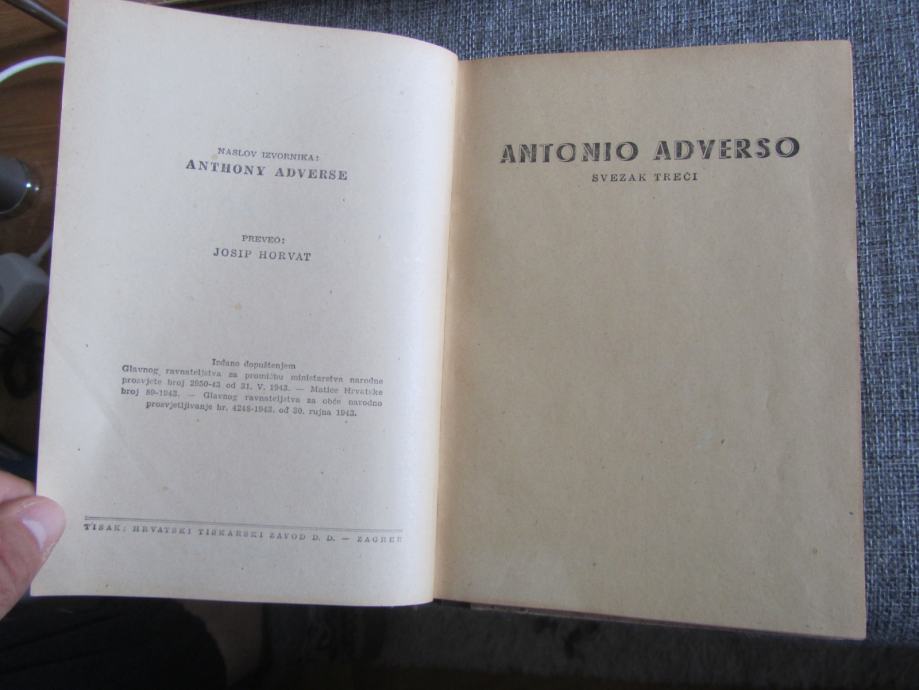 NASLOV IZVORNIKA:
ANTHONY ADVERSE
PREVEO:
JOSIP HORVAT
Izdano dopuštenjem
Glavnog ravnateljstva za promičbu ministarstva narodne
prosvjete broj 2950-43 od 31. V. 1943. — Matice Hrvatske
broj 89-1943. — Glavnog ravnateljstva za obće narodno
prosvjetljivanje br. 4248-1943. od 30. rujna 1943.
TISAK: HRVATSKI TISKARSKI ZAVOD D. D. — ZAGREB
ANTONIO ADVERSO
SVEZAK TREĆI